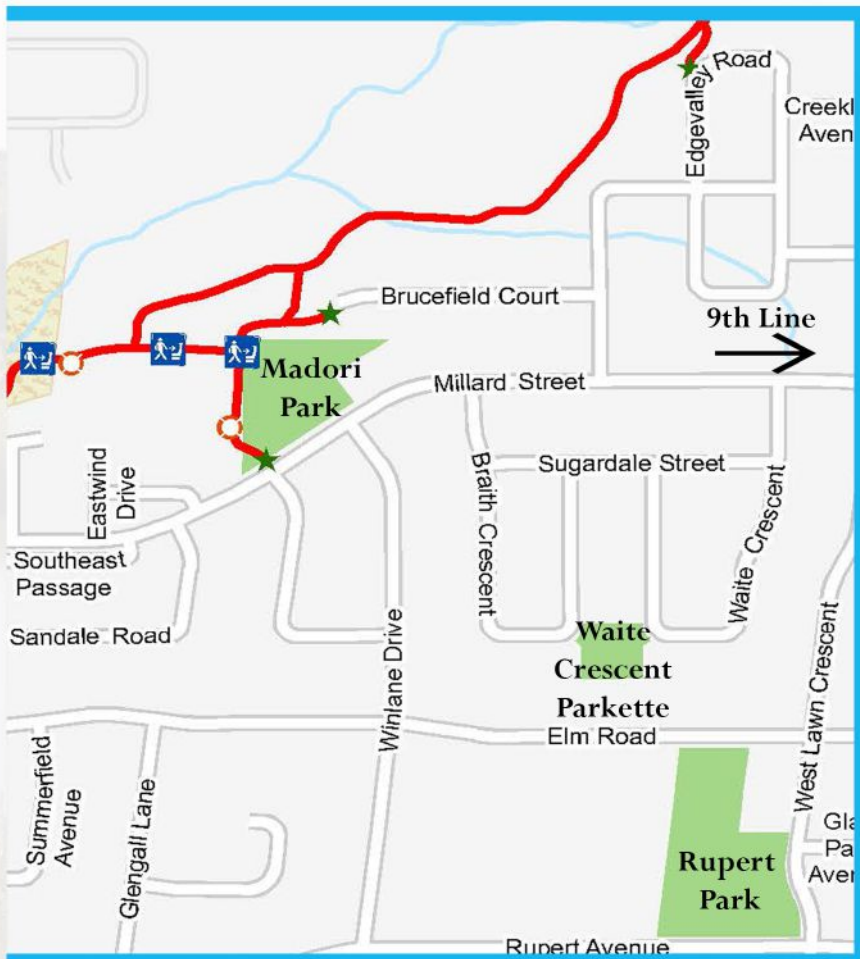 Edgevalley Road
Creekl
Aven
Brucefield Court
9th Line
Madori
Park
Millard Street
Sugardale Street
Eastwind
Drive
Braith Crescent
Waite Crescent
Southeast
Passage
Sandale Road
Waite
Crescent
Parkette
Winlane Drive
West Lawn Crescent
Elm Road
Summerfield
Avenue
Glengall Lane
Gla
Pa
Aven
Rupert
Park
Rupert Avenue